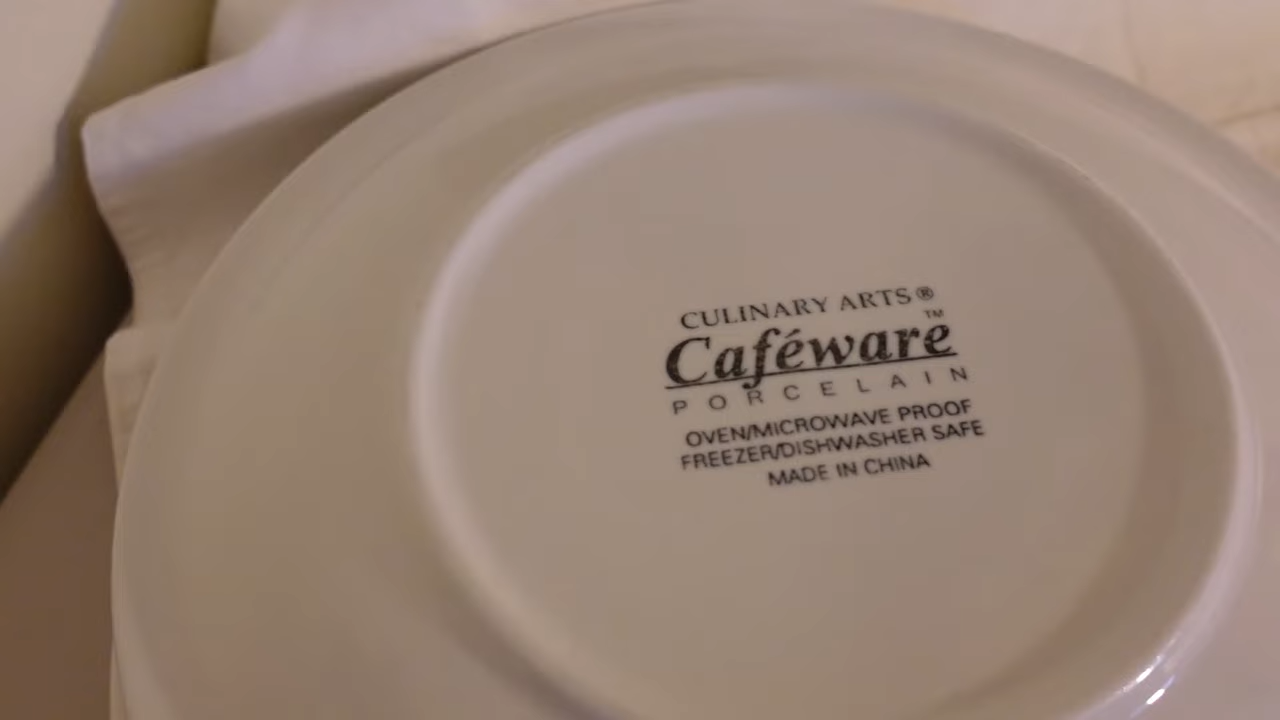 CULINARY ARTS®
Caféware™
PORCELAIN
OVEN/MICROWAVE PROOF
FREEZER/DISHWASHER SAFE
MADE IN CHINA